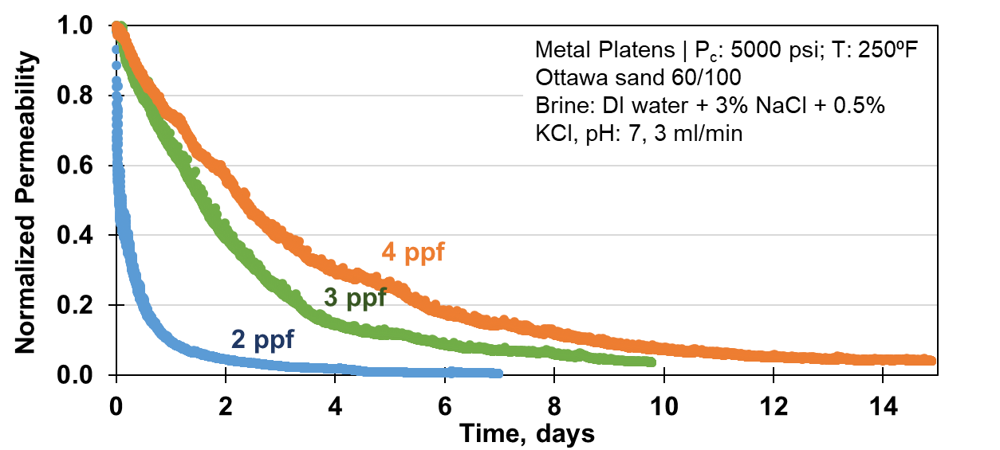 1.0
0.8
0.6
0.4
0.2
0.0
Normalized Permeability
Metal Platens | Pc: 5000 psi; T: 250ºF
Ottawa sand 60/100
Brine: DI water + 3% NaCl + 0.5%
KCl, pH: 7, 3 ml/min
4 ppf
3 ppf
2 ppf
0 2 4 6 8 10 12 14
Time, days